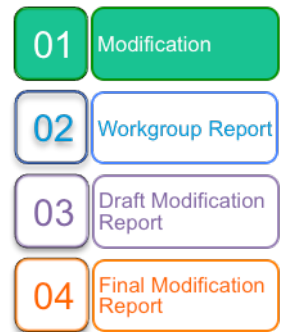 01 Modification
02 Workgroup Report
03 Draft Modification
Report
04 Final Modification
Report